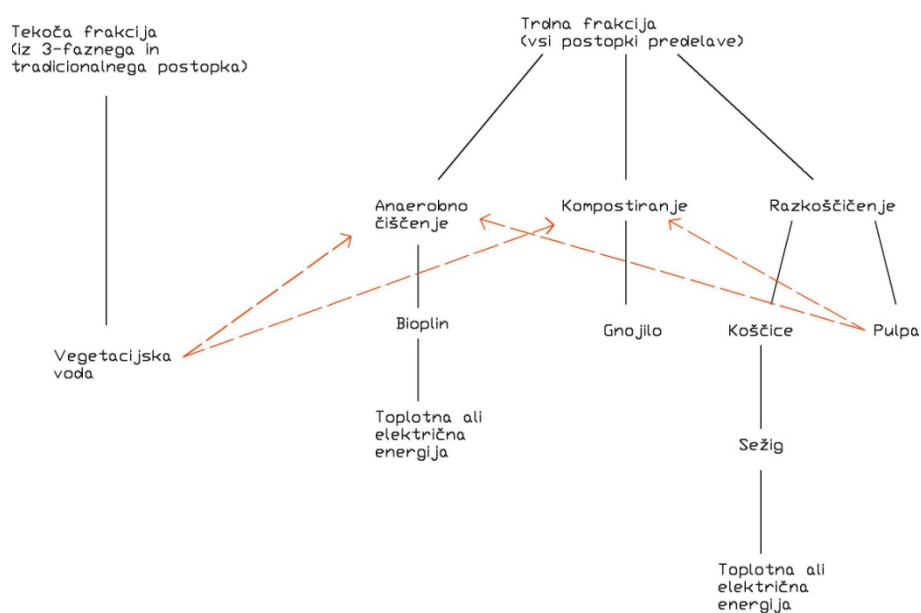 Tekoča frakcija
(iz 3-faznega in
tradicionalnega postopka)
Trdna frakcija
(vsi postopki predelave)
Anaerobno
čiščenje
Kompostiranje
Razkoščičenje
Bioplin
Gnojilo
Koščice
Pulpa
Vegetacijska
voda
Toplotna ali
električna
energija
Sežig
Toplotna ali
električna
energija